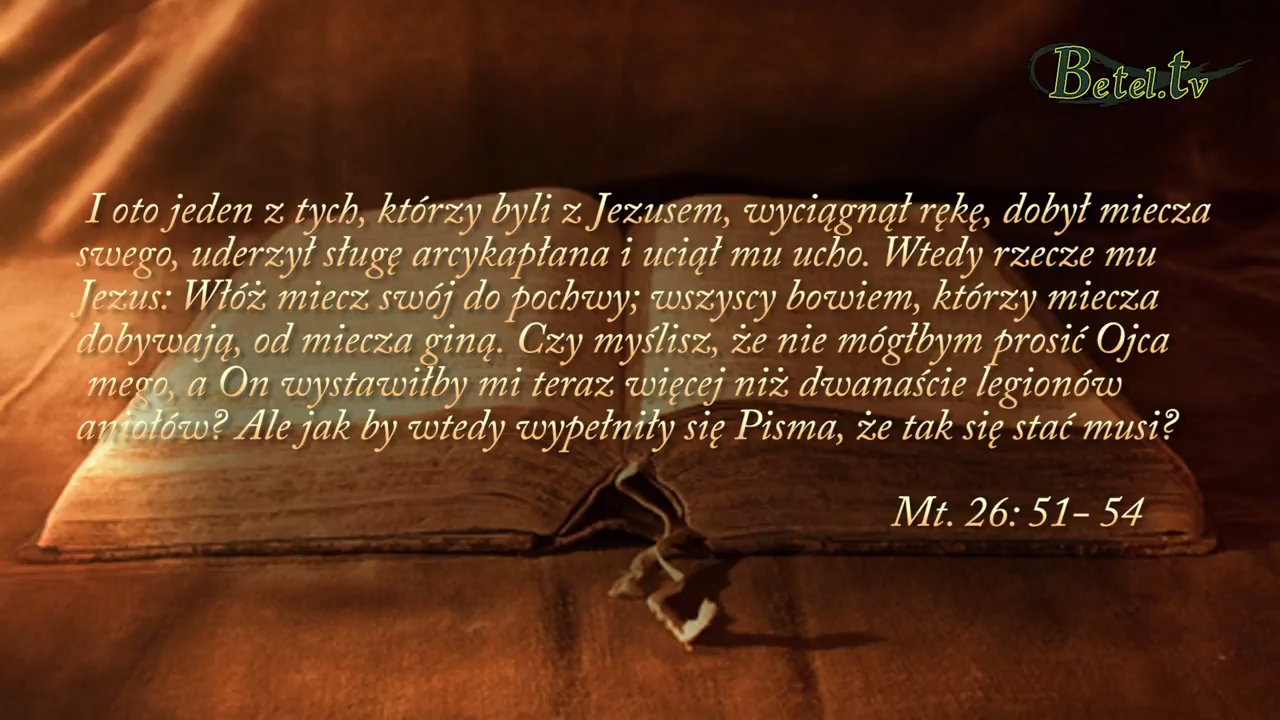 Betel.tv
I oto jeden z tych, którzy byli z Jezusem, wyciągnął rękę, dobył miecza
swego, uderzył sługę arcykapłana i uciął mu ucho. Wtedy rzecze mu
Jezus: Włóż miecz swój do pochwy; wszyscy bowiem, którzy miecza
dobywają, od miecza giną. Czy myślisz, że nie mógłbym prosić Ojca
mego, a On wystawiłby mi teraz więcej niż dwanaście legionów
aniołów? Ale jak by wtedy wypełniły się Pisma, że tak się stać musi?
Mt. 26: 51- 54